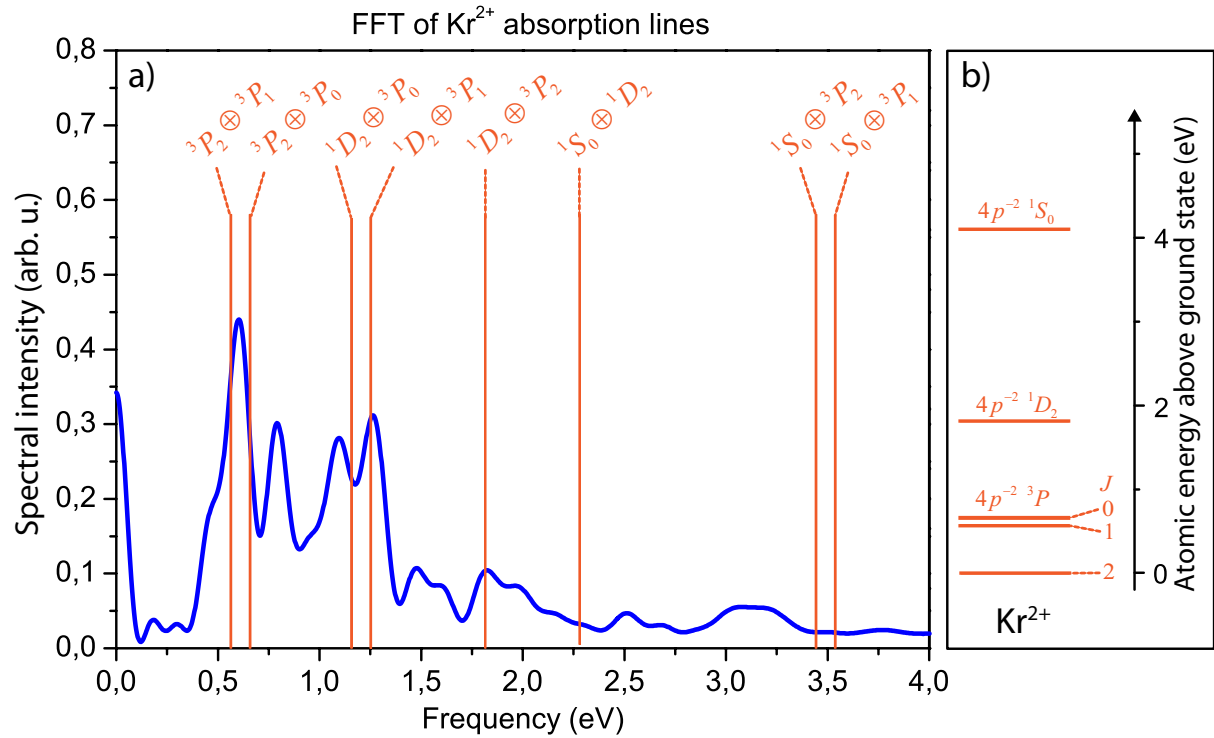 FFT of Kr²⁺ absorption lines
a)
³P₂ ⊗ ³P₁
³P₂ ⊗ ³P₀
¹D₂ ⊗ ³P₀
¹D₂ ⊗ ³P₁
¹D₂ ⊗ ³P₂
¹S₀ ⊗ ¹D₂
¹S₀ ⊗ ³P₂
¹S₀ ⊗ ³P₁
Spectral intensity (arb. u.)
0,8
0,7
0,6
0,5
0,4
0,3
0,2
0,1
0,0
0,0 0,5 1,0 1,5 2,0 2,5 3,0 3,5 4,0
Frequency (eV)
b)
4p⁻² ¹S₀
4p⁻² ¹D₂
4p⁻² ³P
J
0
1
2
Kr²⁺
4
2
0
Atomic energy above ground state (eV)